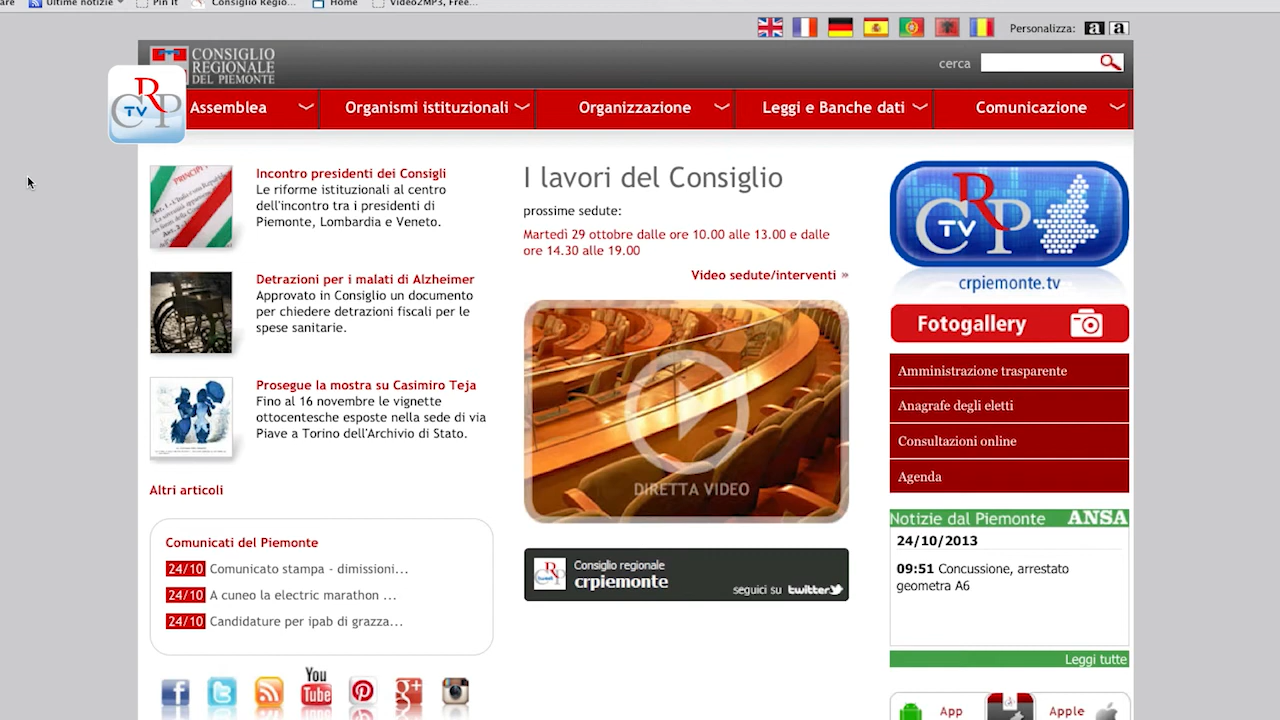 Ultime notizie
Pin It
Consiglio Regio...
Home
Video2MP3, Free...
Personalizza: a a
CONSIGLIO
REGIONALE
DEL PIEMONTE
cerca
CRP TV
Assemblea
Organismi istituzionali
Organizzazione
Leggi e Banche dati
Comunicazione
Incontro presidenti dei Consigli
Le riforme istituzionali al centro
dell'incontro tra i presidenti di
Piemonte, Lombardia e Veneto.
Detrazioni per i malati di Alzheimer
Approvato in Consiglio un documento
per chiedere detrazioni fiscali per le
spese sanitarie.
Prosegue la mostra su Casimiro Teja
Fino al 16 novembre le vignette
ottocentesche esposte nella sede di via
Piave a Torino dell'Archivio di Stato.
Altri articoli
Comunicati del Piemonte
24/10 Comunicato stampa - dimissioni...
24/10 A cuneo la electric marathon ...
24/10 Candidature per ipab di grazza...
You
Tube
I lavori del Consiglio
prossime sedute:
Martedì 29 ottobre dalle ore 10.00 alle 13.00 e dalle
ore 14.30 alle 19.00
Video sedute/interventi »
DIRETTA VIDEO
Consiglio regionale
crpiemonte
seguici su twitter
CRP TV
crpiemonte.tv
Fotogallery
Amministrazione trasparente
Anagrafe degli eletti
Consultazioni online
Agenda
Notizie dal Piemonte ANSA
24/10/2013
09:51 Concussione, arrestato
geometra A6
Leggi tutte
App
Apple